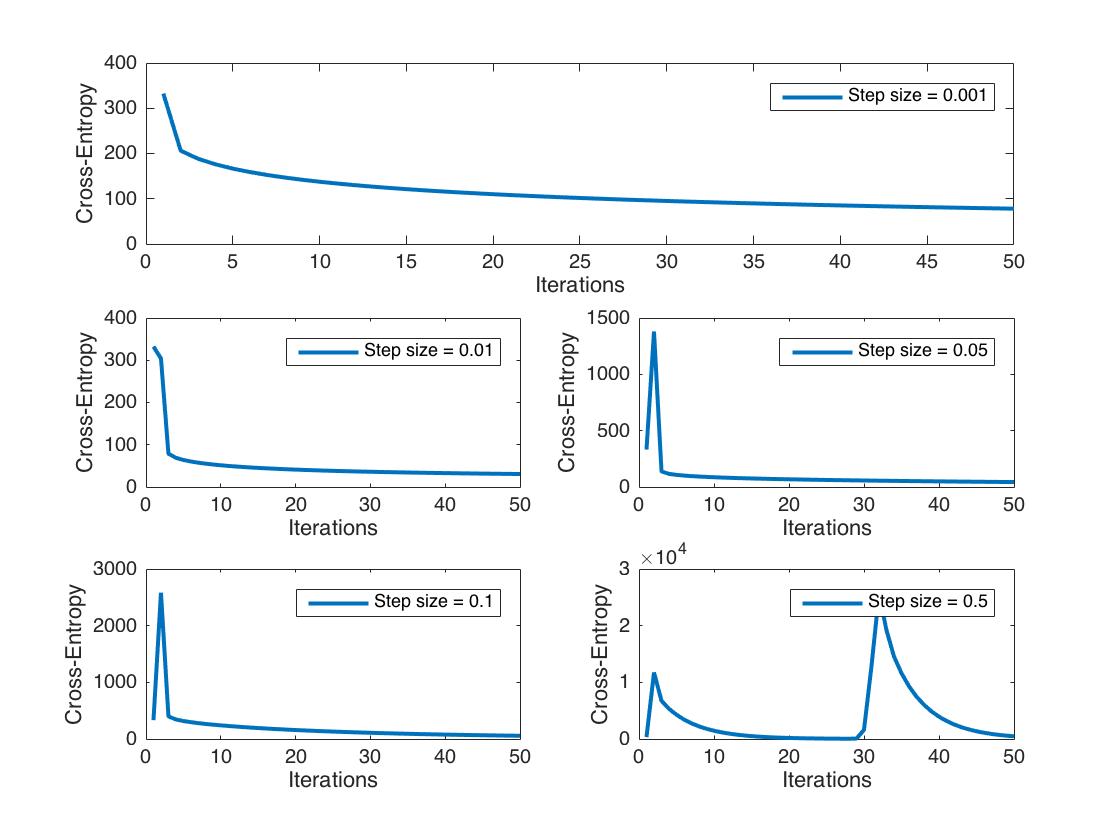 400
300
200
100
0
Cross-Entropy
Step size = 0.001
0 5 10 15 20 25 30 35 40 45 50
Iterations
400
300
200
100
0
Cross-Entropy
Step size = 0.01
0 10 20 30 40 50
Iterations
1500
1000
500
0
Cross-Entropy
Step size = 0.05
0 10 20 30 40 50
Iterations
3000
2000
1000
0
Cross-Entropy
Step size = 0.1
0 10 20 30 40 50
Iterations
×10⁴
3
2
1
0
Cross-Entropy
Step size = 0.5
0 10 20 30 40 50
Iterations